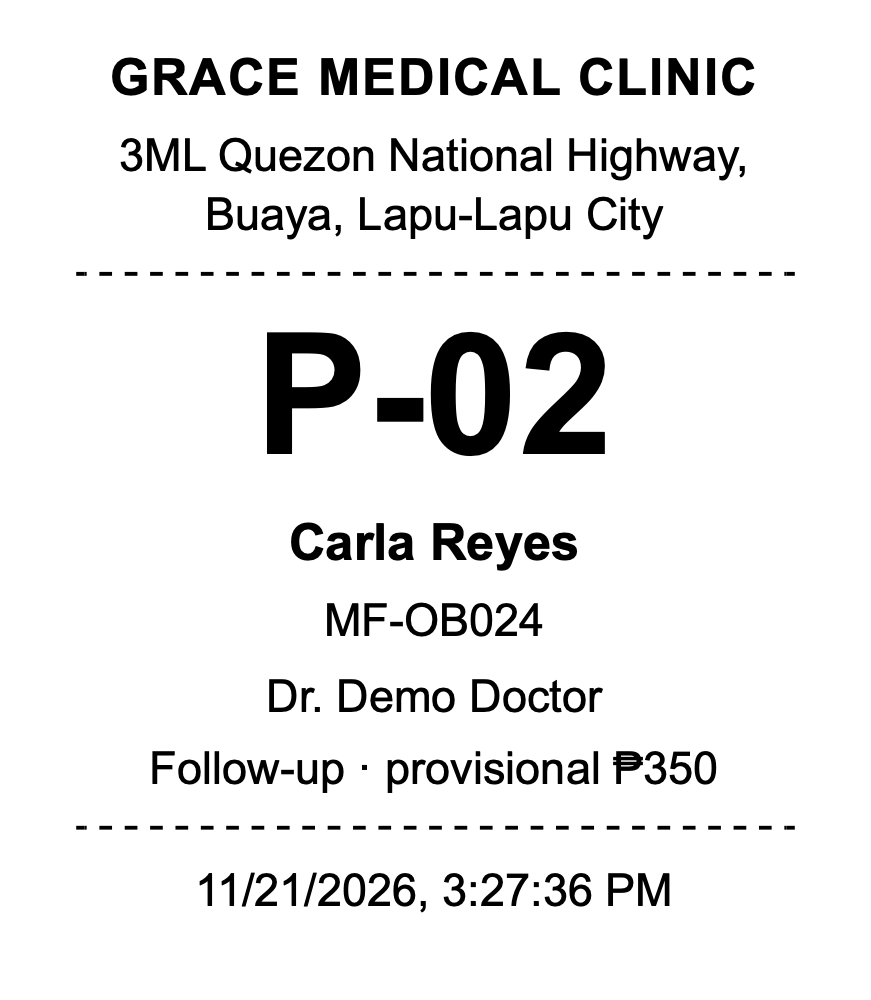 GRACE MEDICAL CLINIC
3ML Quezon National Highway,
Buaya, Lapu-Lapu City
P-02
Carla Reyes
MF-OB024
Dr. Demo Doctor
Follow-up · provisional ₱350
11/21/2026, 3:27:36 PM